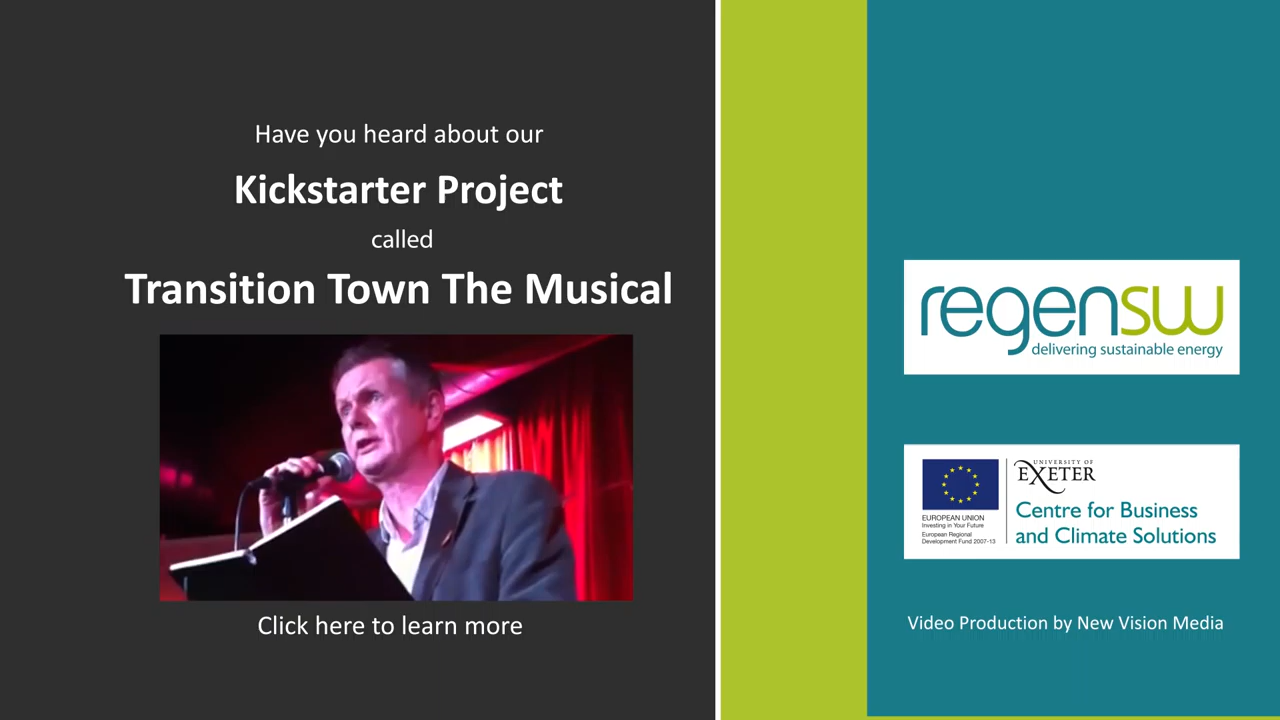 Have you heard about our
Kickstarter Project
called
Transition Town The Musical
Click here to learn more
regensw
delivering sustainable energy
EUROPEAN UNION
Investing in Your Future
European Regional
Development Fund 2007-13
UNIVERSITY OF
EXETER
Centre for Business
and Climate Solutions
Video Production by New Vision Media